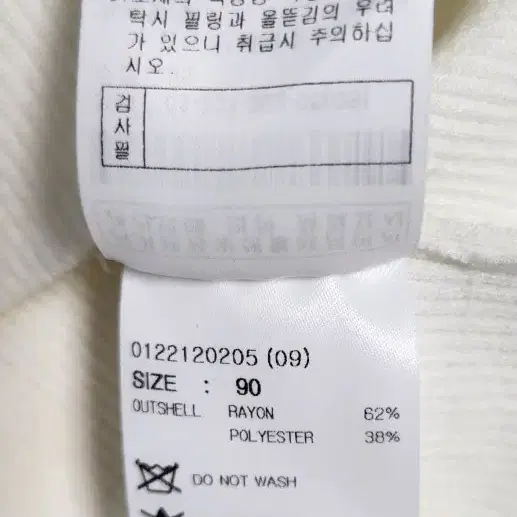 탁시 필링과 올뜯김의 우려
가 있으니 취급시 주의하십
시오.
검
사
필
0122120205 (09)
SIZE : 90
OUTSHELL RAYON 62%
POLYESTER 38%
DO NOT WASH